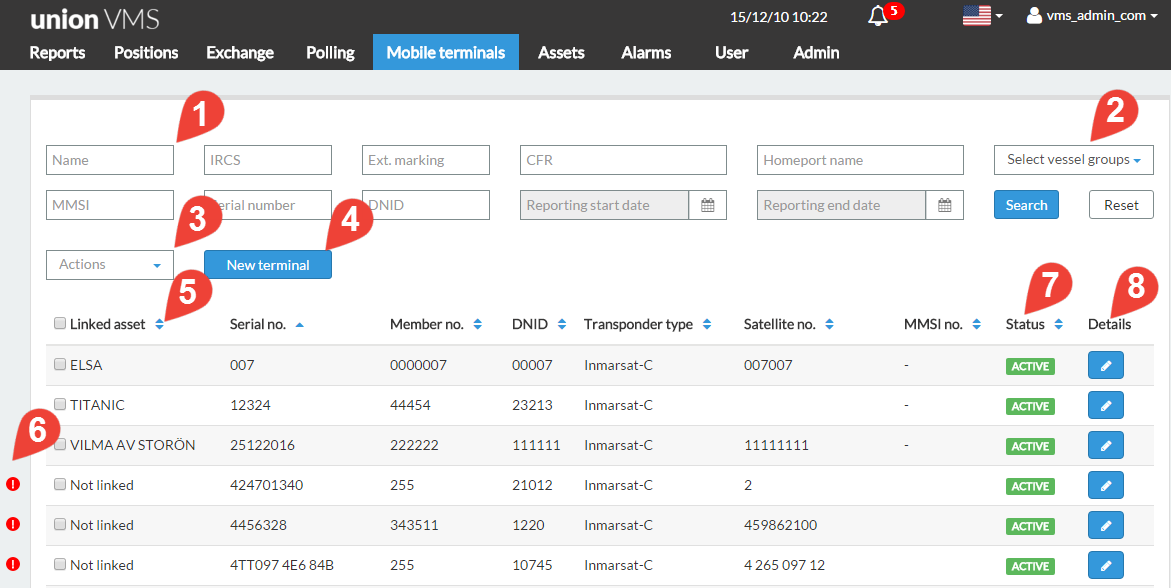 union VMS
15/12/10 10:22
5
vms_admin_com
Reports Positions Exchange Polling Mobile terminals Assets Alarms User Admin
1
2
Name IRCS Ext. marking CFR Homeport name Select vessel groups
MMSI erial number DNID Reporting start date Reporting end date Search Reset
3
4
Actions New terminal
5
7
8
Linked asset Serial no. Member no. DNID Transponder type Satellite no. MMSI no. Status Details
ELSA 007 0000007 00007 Inmarsat-C 007007 - ACTIVE
TITANIC 12324 44454 23213 Inmarsat-C - ACTIVE
6
VILMA AV STORÖN 25122016 222222 111111 Inmarsat-C 11111111 - ACTIVE
! Not linked 424701340 255 21012 Inmarsat-C 2 ACTIVE
! Not linked 4456328 343511 1220 Inmarsat-C 459862100 ACTIVE
! Not linked 4TT097 4E6 84B 255 10745 Inmarsat-C 4 265 097 12 ACTIVE